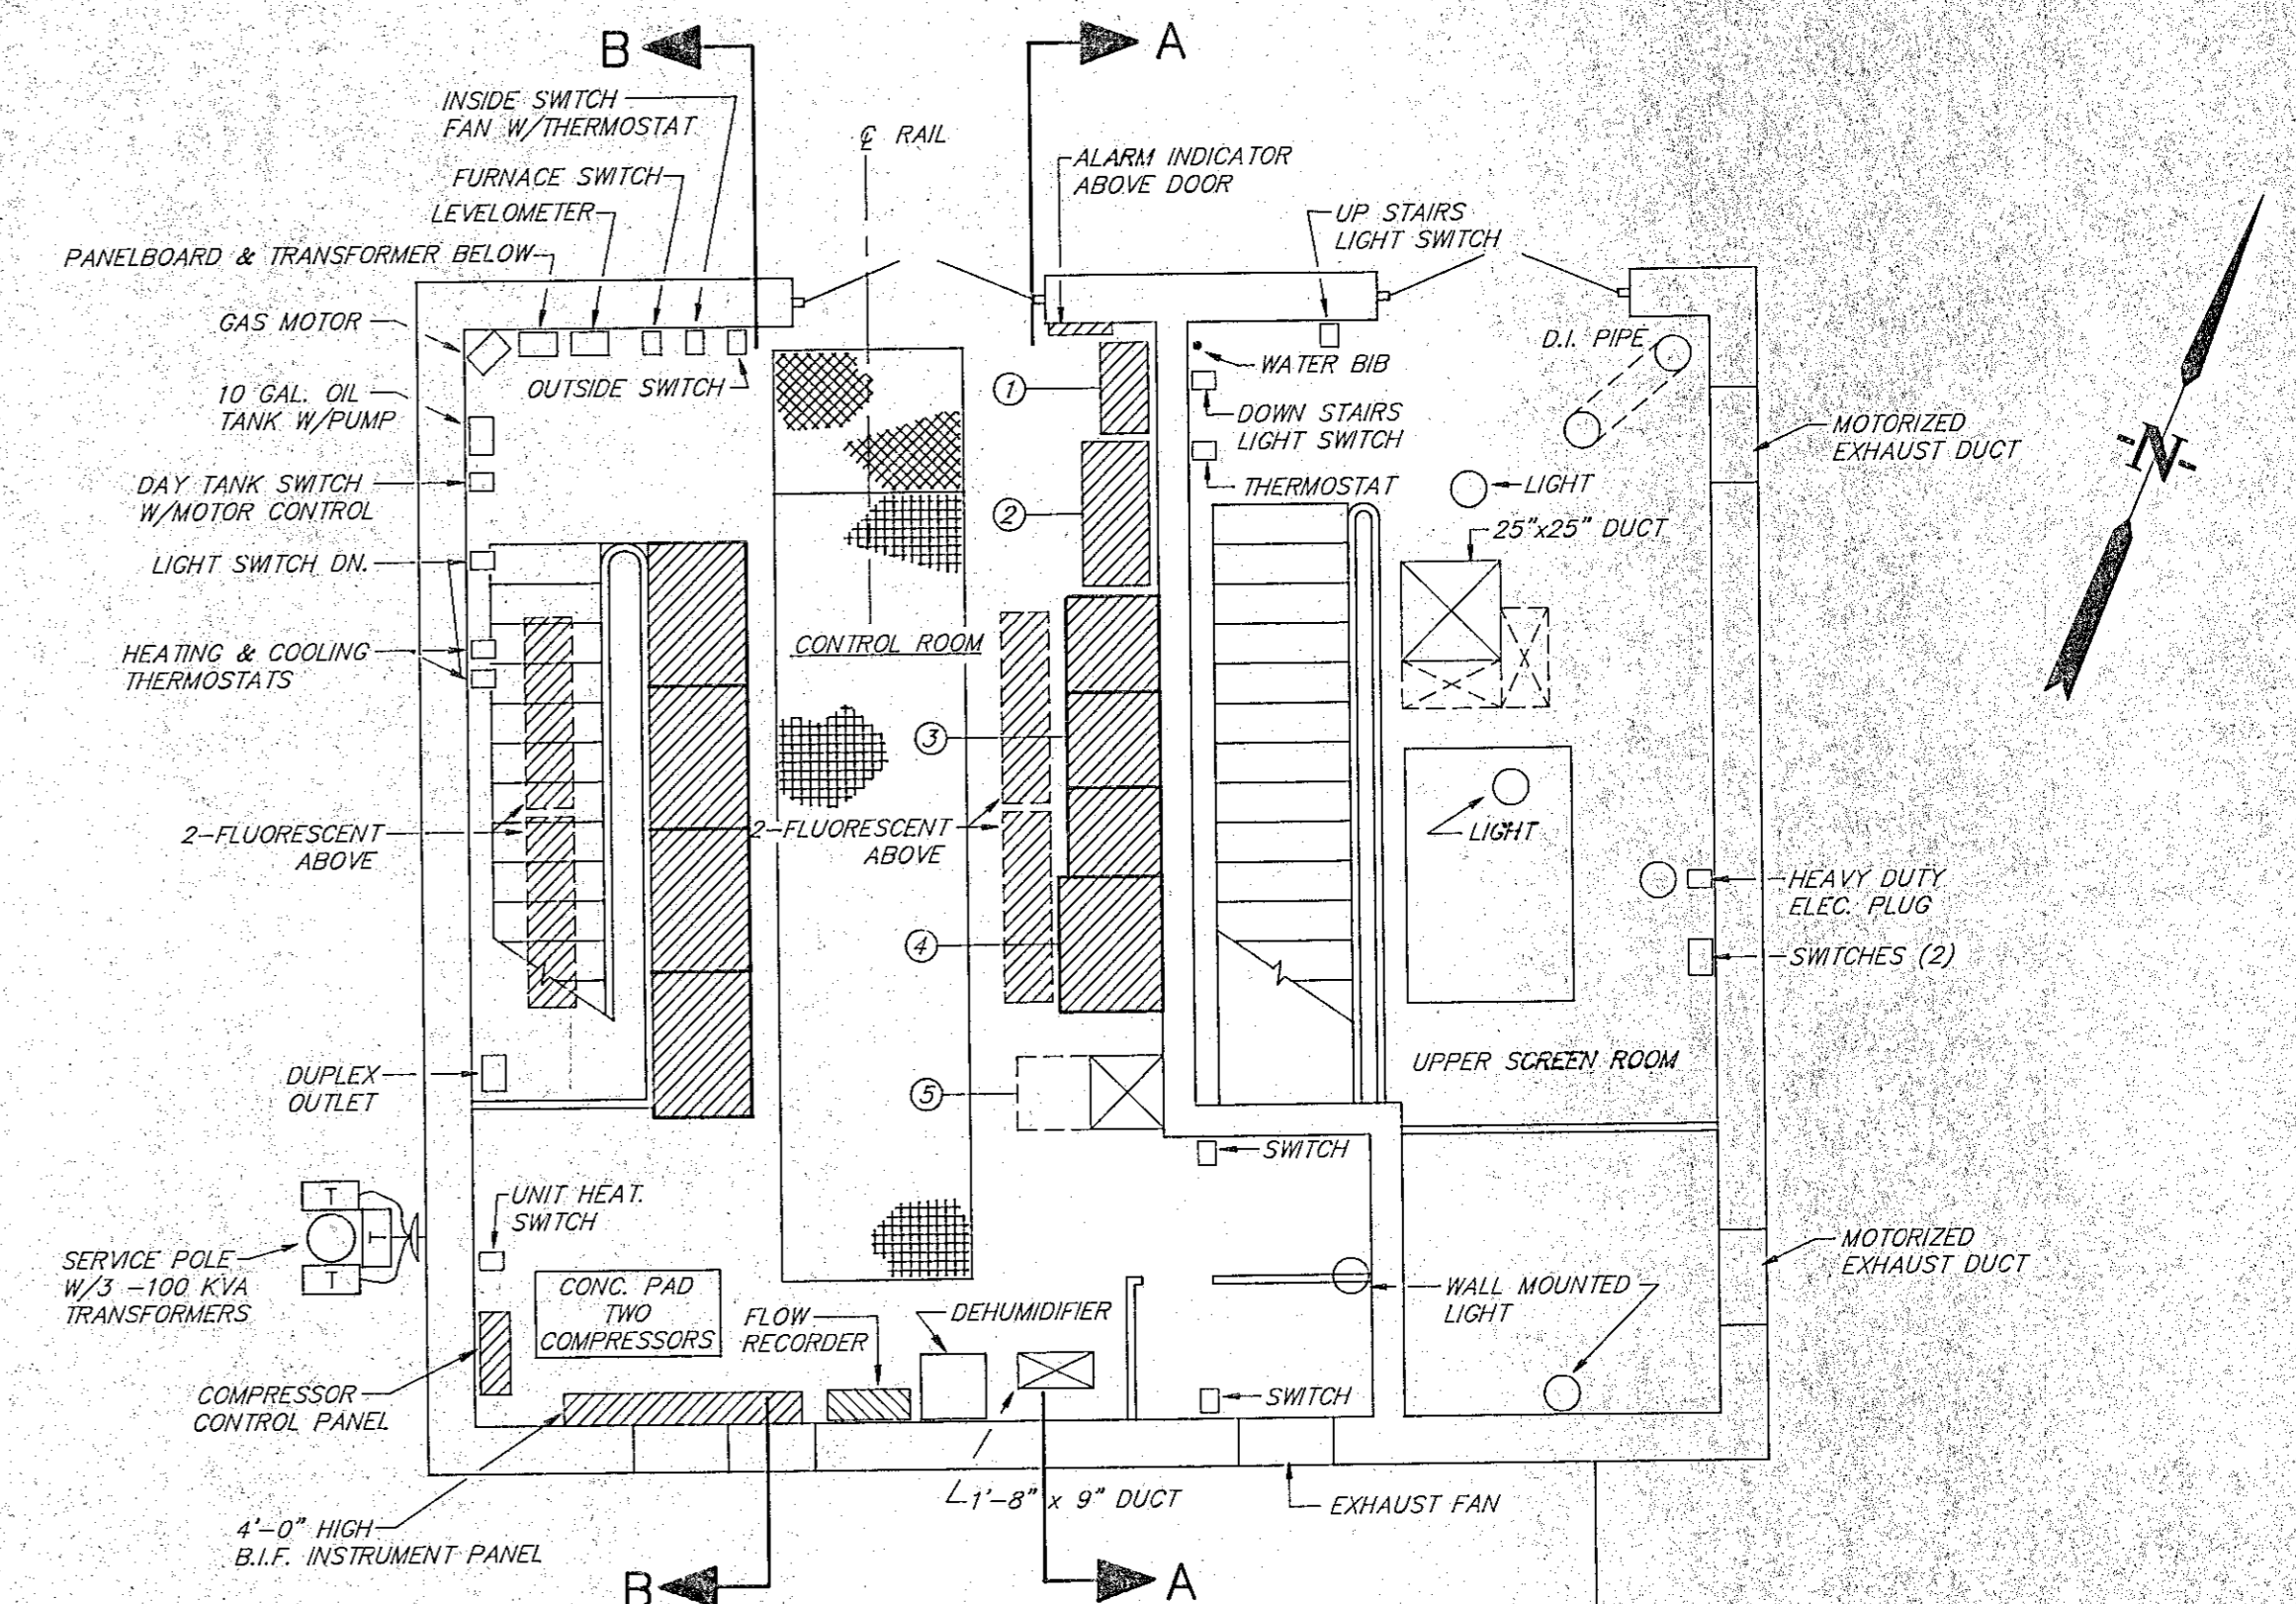 B
A
INSIDE SWITCH
FAN W/THERMOSTAT
℄ RAIL
ALARM INDICATOR
ABOVE DOOR
FURNACE SWITCH
LEVELOMETER
UP STAIRS
LIGHT SWITCH
PANELBOARD & TRANSFORMER BELOW
GAS MOTOR
D.I. PIPE
WATER BIB
OUTSIDE SWITCH
1
10 GAL. OIL
TANK W/PUMP
DOWN STAIRS
LIGHT SWITCH
MOTORIZED
EXHAUST DUCT
N
DAY TANK SWITCH
W/MOTOR CONTROL
THERMOSTAT
LIGHT
2
25"x25" DUCT
LIGHT SWITCH DN.
CONTROL ROOM
HEATING & COOLING
THERMOSTATS
3
2-FLUORESCENT
ABOVE
2-FLUORESCENT
ABOVE
LIGHT
HEAVY DUTY
ELEC. PLUG
4
SWITCHES (2)
DUPLEX
OUTLET
5
UPPER SCREEN ROOM
SWITCH
UNIT HEAT.
SWITCH
T
T
T
SERVICE POLE
W/3 -100 KVA
TRANSFORMERS
MOTORIZED
EXHAUST DUCT
CONC. PAD
TWO
COMPRESSORS
FLOW
RECORDER
DEHUMIDIFIER
WALL MOUNTED
LIGHT
COMPRESSOR
CONTROL PANEL
SWITCH
1'-8" x 9" DUCT
EXHAUST FAN
4'-0" HIGH
B.I.F. INSTRUMENT PANEL
B
A